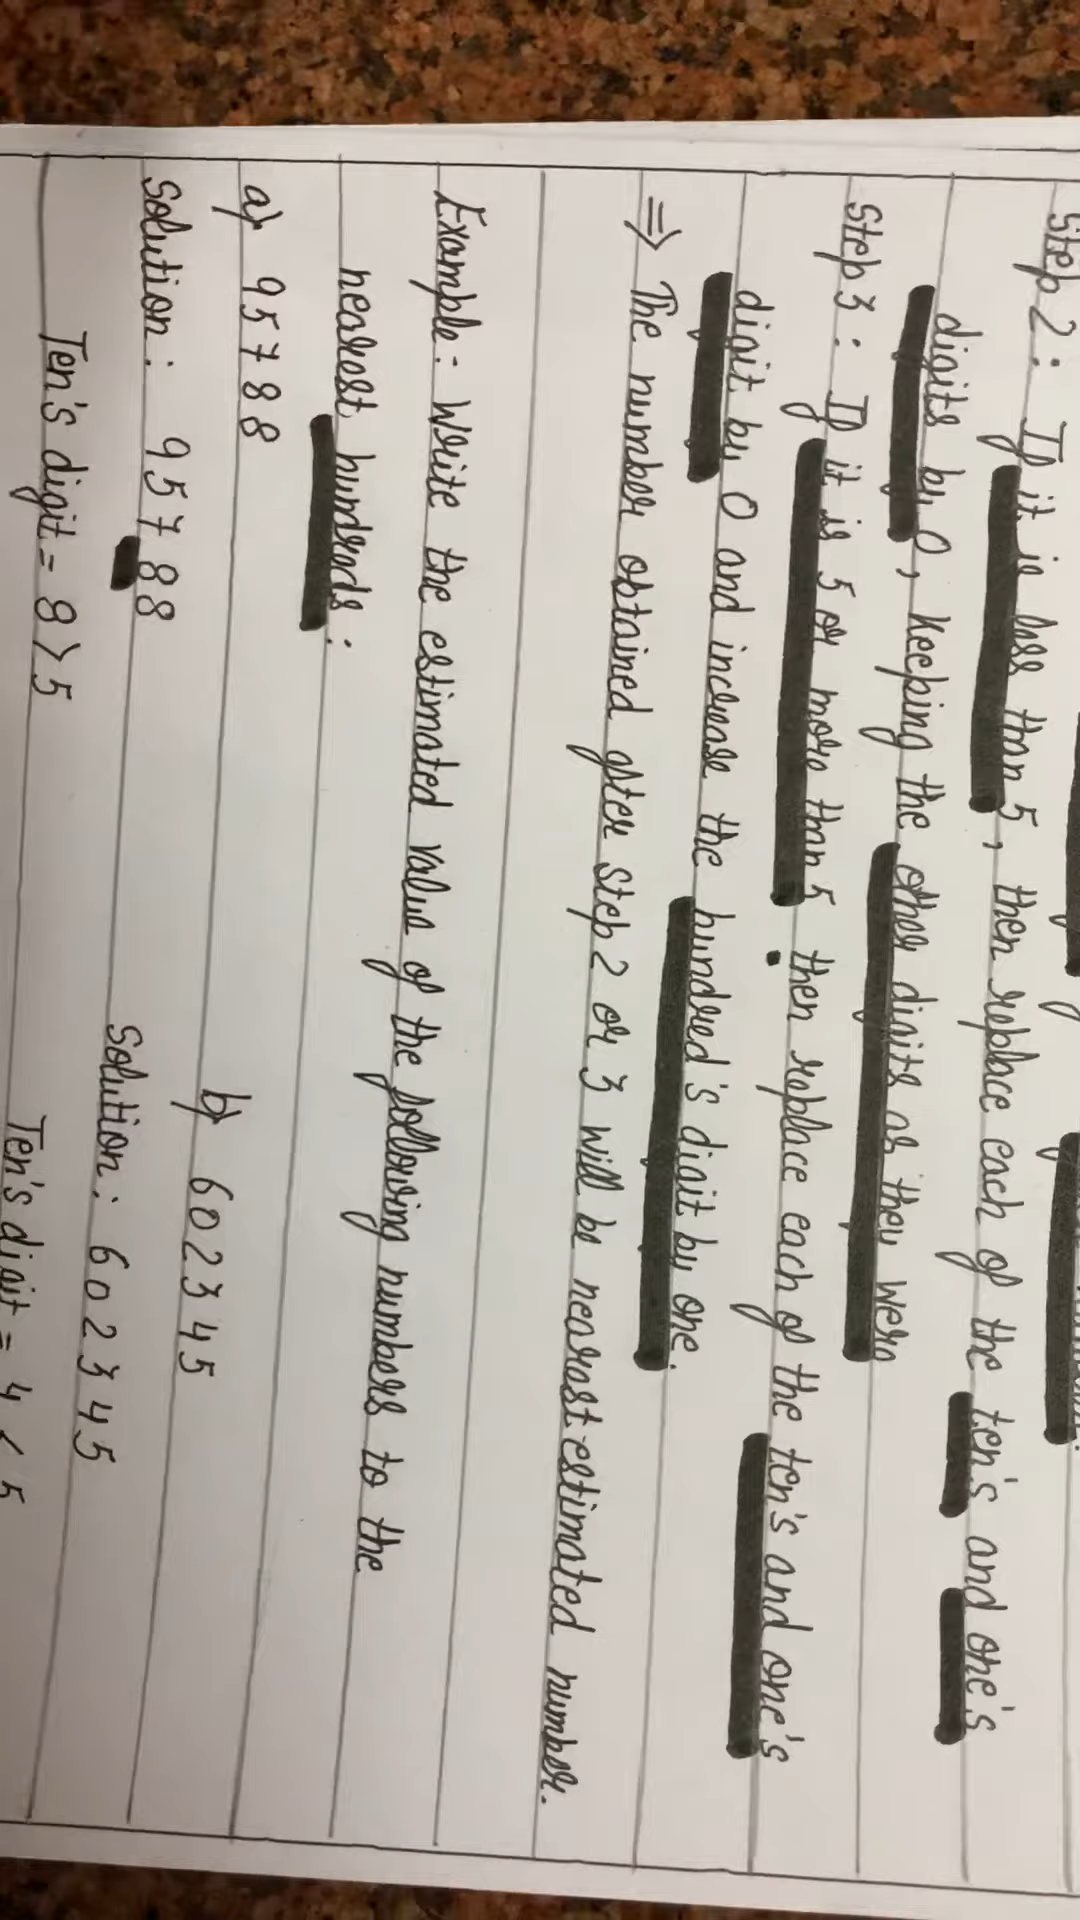 Step 2 : If it is less than 5, then replace each of the ten's and one's
digits by 0, keeping the other digits as they were
Step 3 : If it is 5 or more than 5 then replace each of the ten's and one's
digit by 0 and increase the hundred's digit by one.
⇒ The number obtained after step 2 or 3 will be nearest estimated number.
Example:- Write the estimated value of the following numbers to the
nearest hundreds :
a) 95788
b) 602345
Solution : 95788
Solution : 602345
Ten's digit = 8 > 5
Ten's digit = 4 < 5